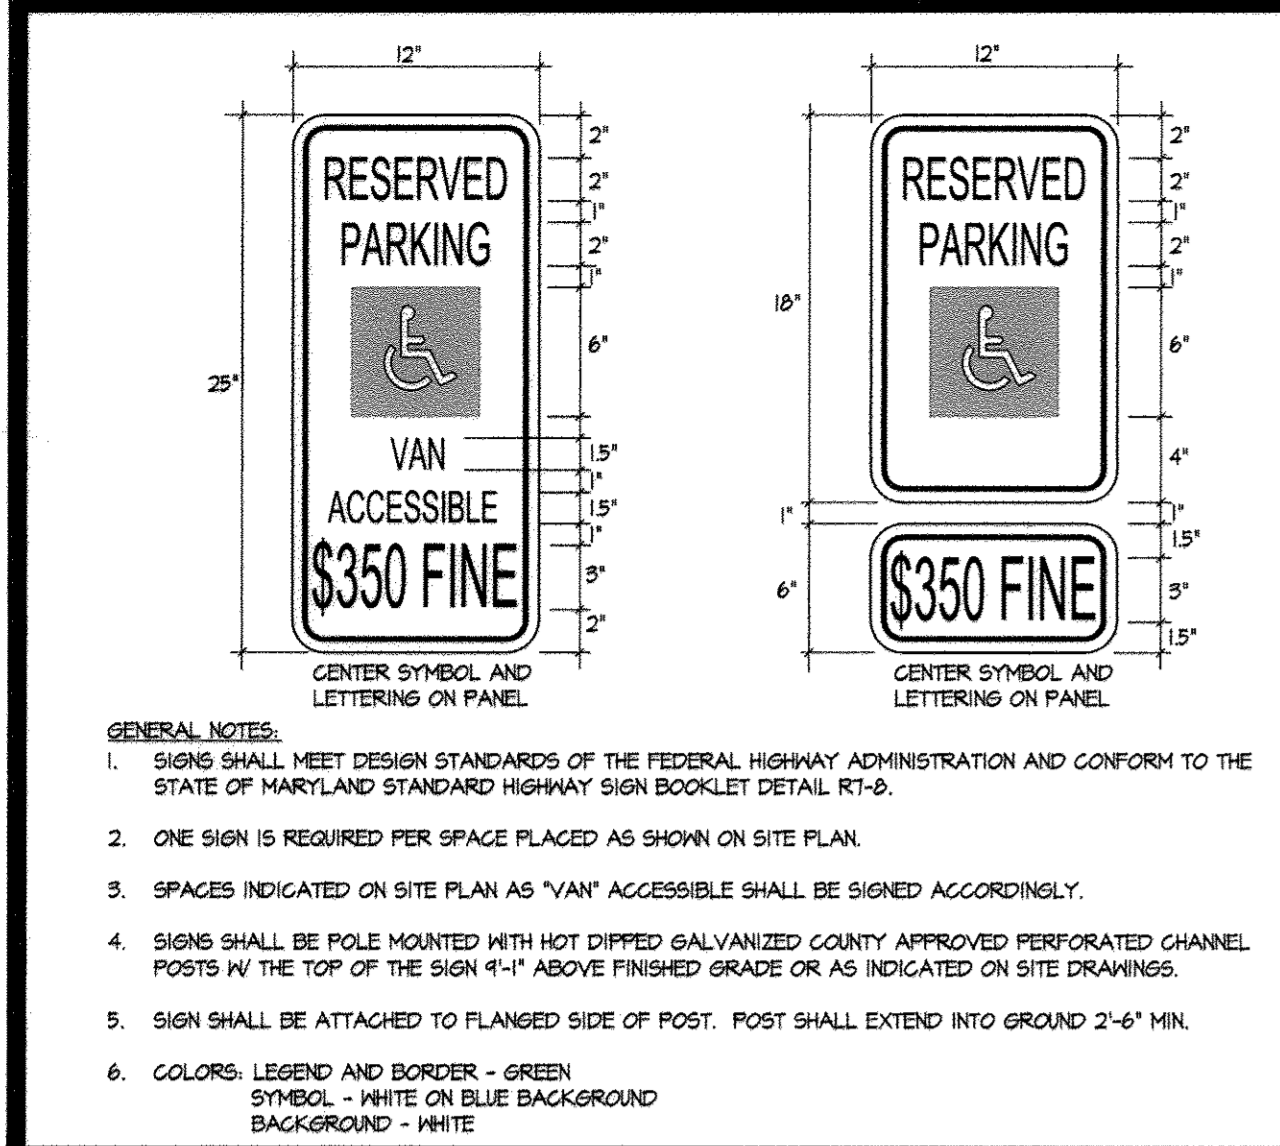 12"
25"
2"
2"
1"
2"
1"
6"
1.5"
1"
1.5"
1"
3"
2"
RESERVED
PARKING
VAN
ACCESSIBLE
$350 FINE
CENTER SYMBOL AND
LETTERING ON PANEL
12"
18"
1"
6"
2"
2"
1"
2"
1"
6"
4"
1"
1.5"
3"
1.5"
RESERVED
PARKING
$350 FINE
CENTER SYMBOL AND
LETTERING ON PANEL
GENERAL NOTES:
1. SIGNS SHALL MEET DESIGN STANDARDS OF THE FEDERAL HIGHWAY ADMINISTRATION AND CONFORM TO THE
STATE OF MARYLAND STANDARD HIGHWAY SIGN BOOKLET DETAIL R7-8.
2. ONE SIGN IS REQUIRED PER SPACE PLACED AS SHOWN ON SITE PLAN.
3. SPACES INDICATED ON SITE PLAN AS "VAN" ACCESSIBLE SHALL BE SIGNED ACCORDINGLY.
4. SIGNS SHALL BE POLE MOUNTED WITH HOT DIPPED GALVANIZED COUNTY APPROVED PERFORATED CHANNEL
POSTS W/ THE TOP OF THE SIGN 9'-1" ABOVE FINISHED GRADE OR AS INDICATED ON SITE DRAWINGS.
5. SIGN SHALL BE ATTACHED TO FLANGED SIDE OF POST. POST SHALL EXTEND INTO GROUND 2'-6" MIN.
6. COLORS: LEGEND AND BORDER - GREEN
SYMBOL - WHITE ON BLUE BACKGROUND
BACKGROUND - WHITE